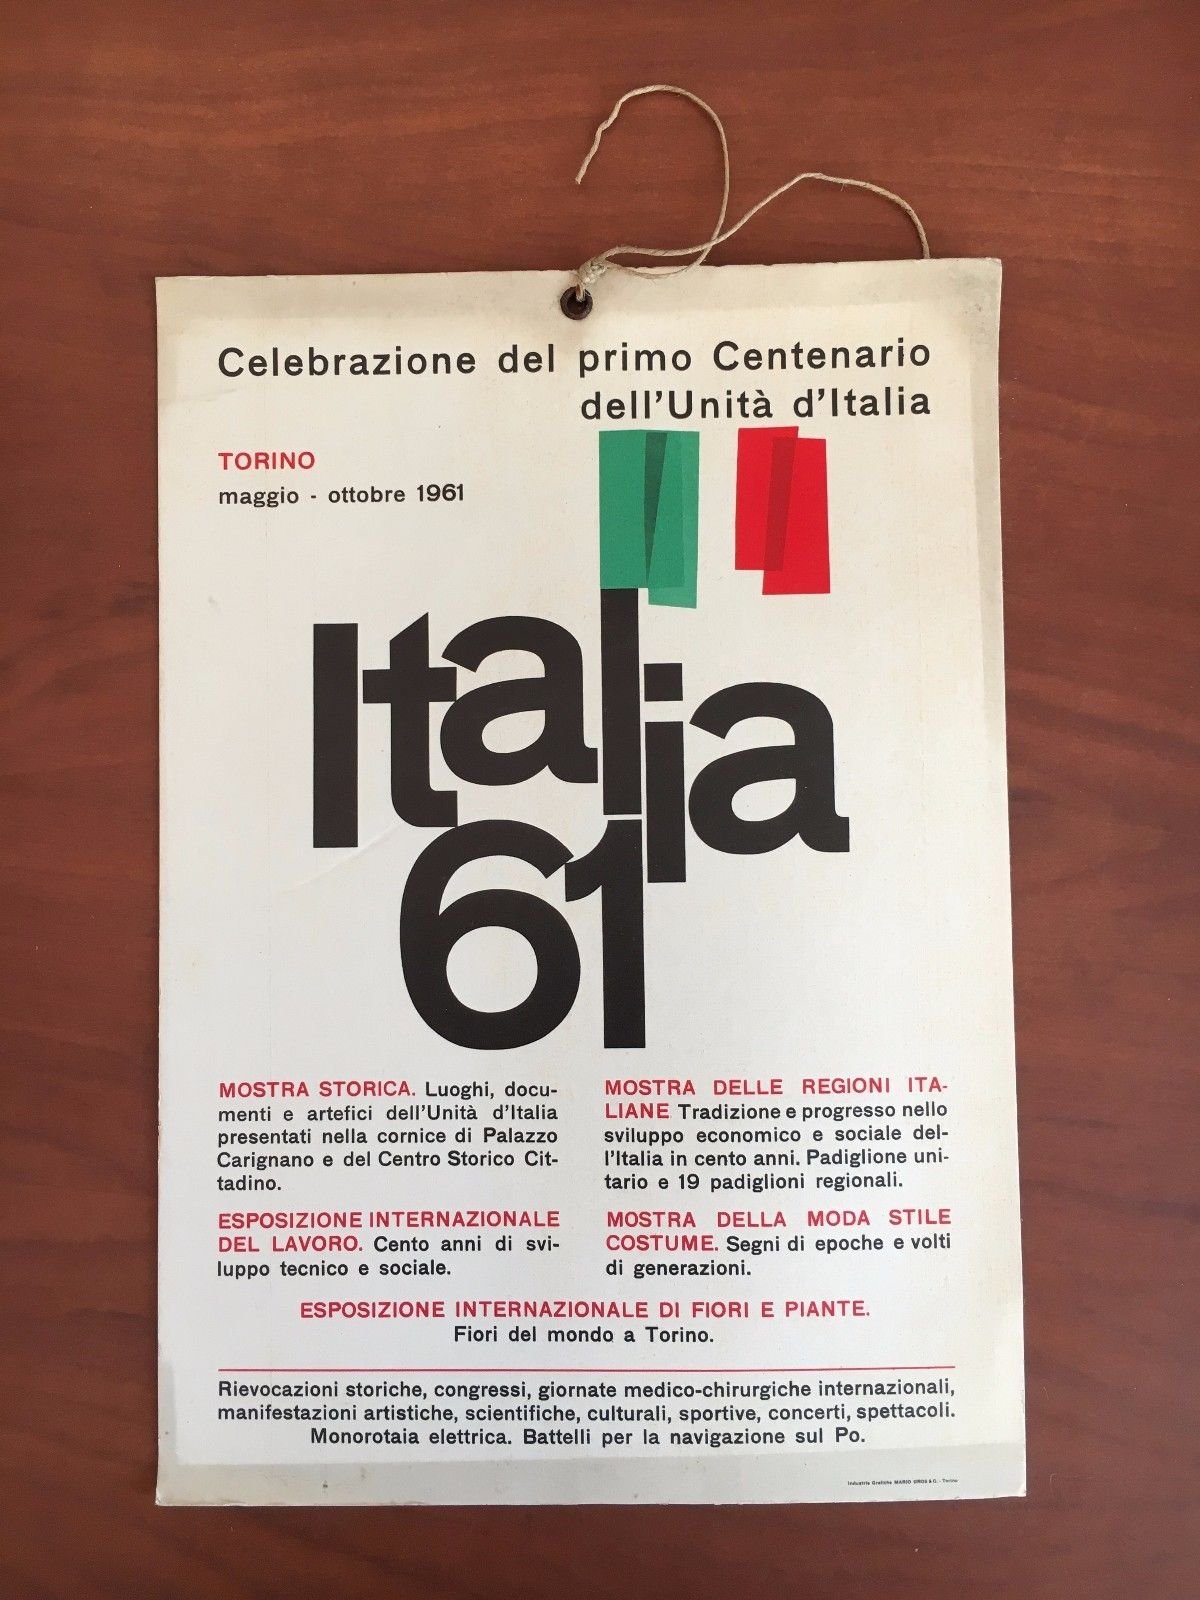 Celebrazione del primo Centenario
dell'Unità d'Italia
TORINO
maggio - ottobre 1961
Italia
61
MOSTRA STORICA. Luoghi, docu-
menti e artefici dell'Unità d'Italia
presentati nella cornice di Palazzo
Carignano e del Centro Storico Cit-
tadino.
ESPOSIZIONE INTERNAZIONALE
DEL LAVORO. Cento anni di svi-
luppo tecnico e sociale.
MOSTRA DELLE REGIONI ITA-
LIANE Tradizione e progresso nello
sviluppo economico e sociale del-
l'Italia in cento anni. Padiglione uni-
tario e 19 padiglioni regionali.
MOSTRA DELLA MODA STILE
COSTUME. Segni di epoche e volti
di generazioni.
ESPOSIZIONE INTERNAZIONALE DI FIORI E PIANTE.
Fiori del mondo a Torino.
Rievocazioni storiche, congressi, giornate medico-chirurgiche internazionali,
manifestazioni artistiche, scientifiche, culturali, sportive, concerti, spettacoli.
Monorotaia elettrica. Battelli per la navigazione sul Po.
Industrie Grafiche MARIO GROS & C. - Torino